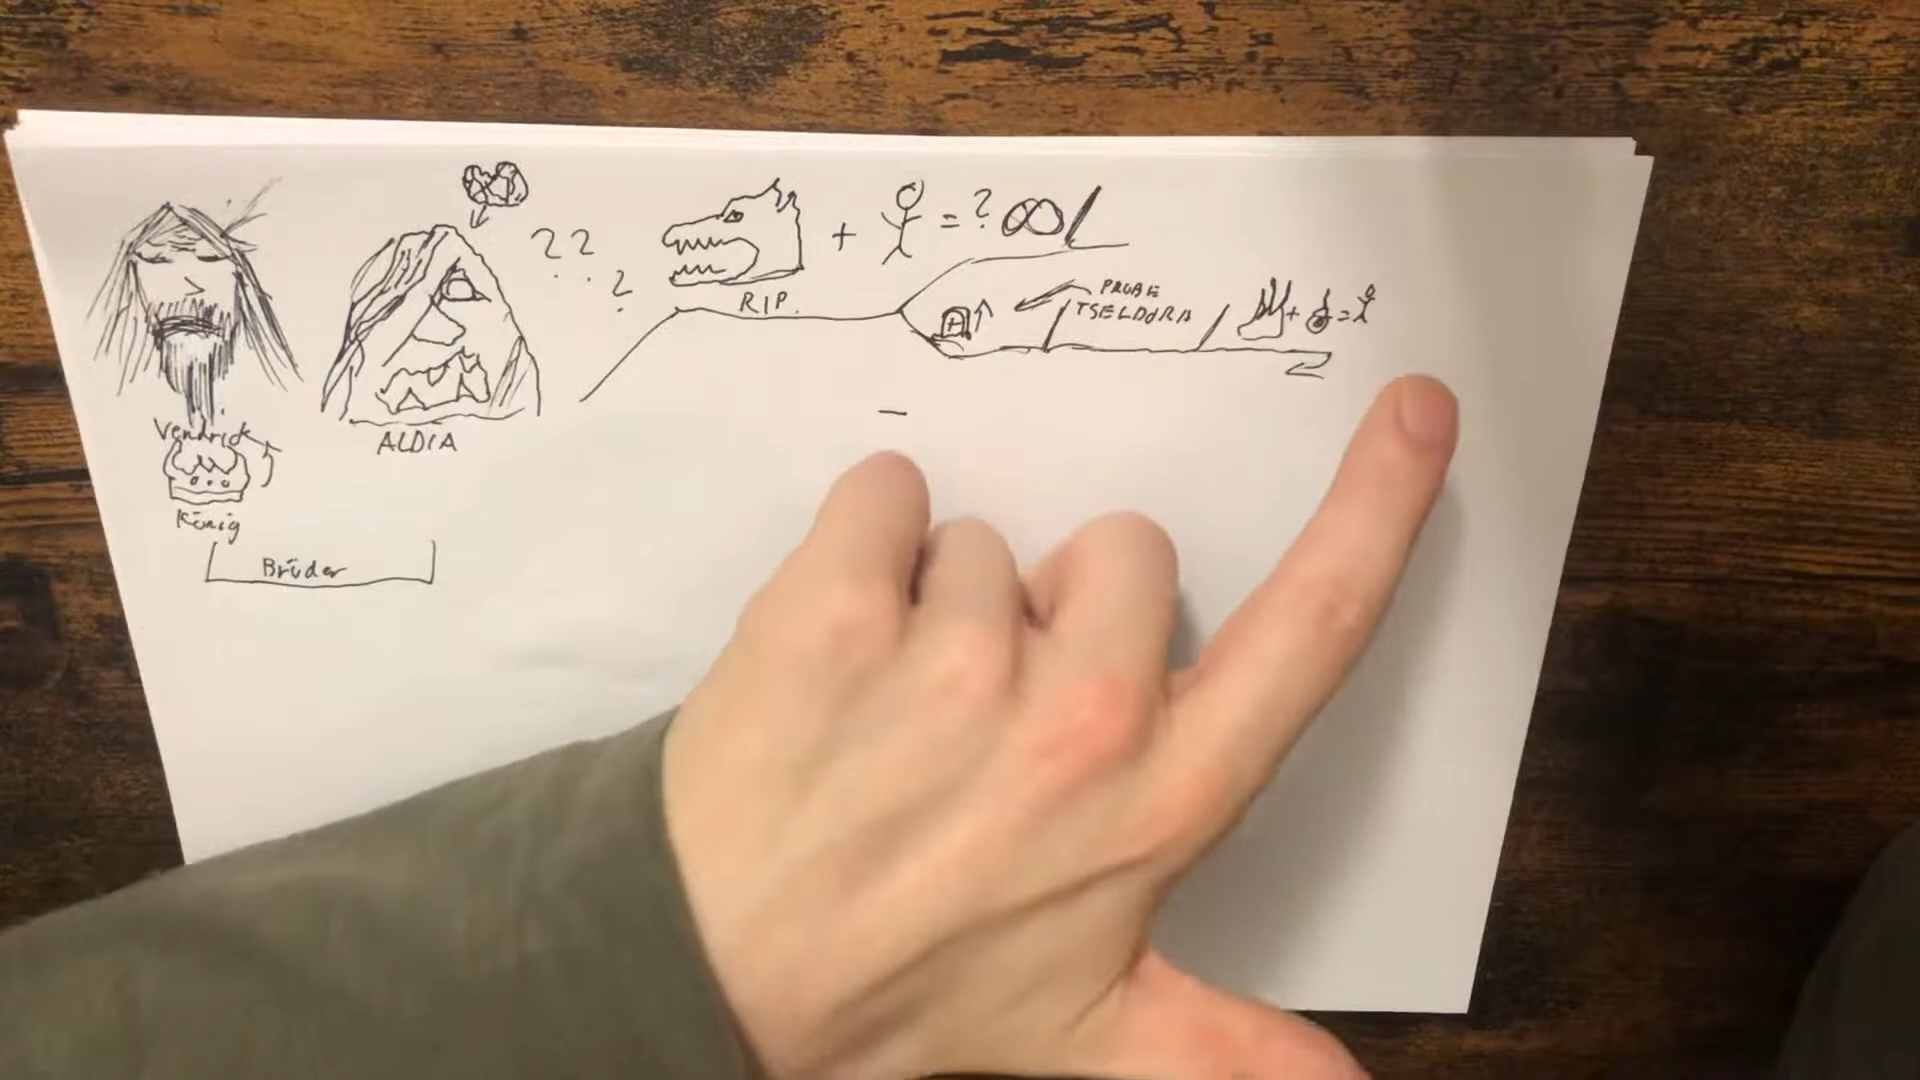 Vendrick
König
Brüder
ALDIA
?? ?
+ = ? ∞
RIP.
PROBE
TSELDORA
+ =